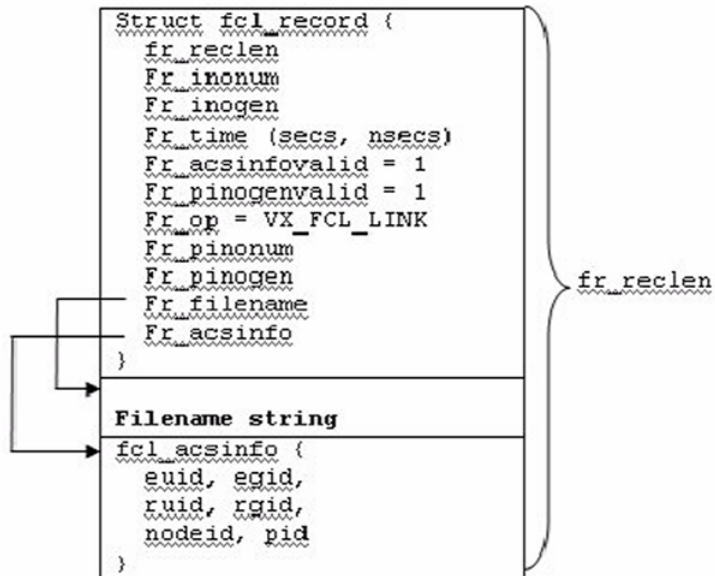 Struct fcl_record {
fr_reclen
Fr_inonum
Fr_inogen
Fr_time (secs, nsecs)
Fr_acsinfovalid = 1
Fr_pinogenvalid = 1
Fr_op = VX_FCL_LINK
Fr_pinonum
Fr_pinogen
Fr_filename
Fr_acsinfo
}
fr_reclen
Filename string
fcl_acsinfo {
euid, egid,
ruid, rgid,
nodeid, pid
}